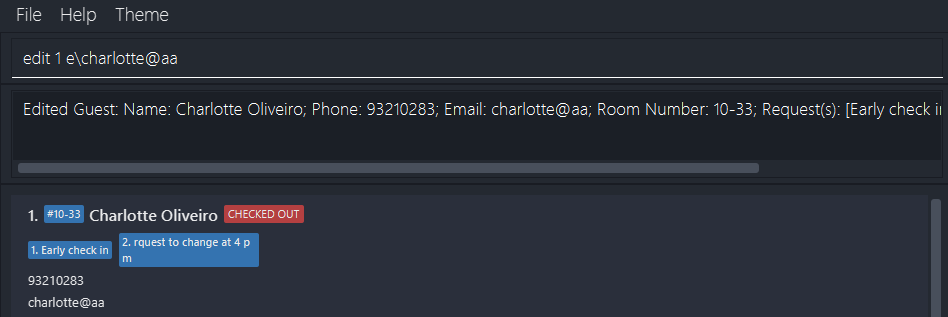 File Help Theme
edit 1 e\charlotte@aa
Edited Guest: Name: Charlotte Oliveiro; Phone: 93210283; Email: charlotte@aa; Room Number: 10-33; Request(s): [Early check in
1. #10-33 Charlotte Oliveiro CHECKED OUT
1. Early check in 2. rquest to change at 4 p
m
93210283
charlotte@aa